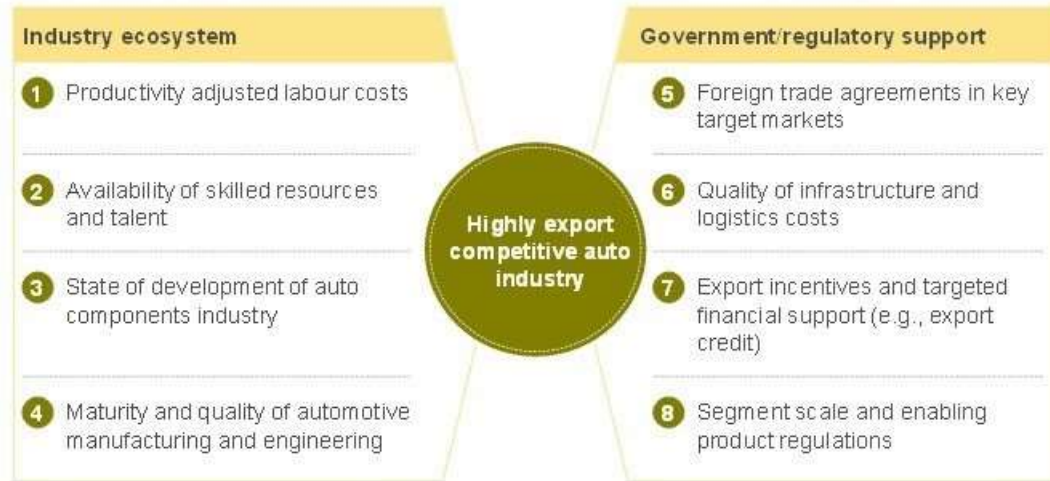 Industry ecosystem
1 Productivity adjusted labour costs
2 Availability of skilled resources
and talent
3 State of development of auto
components industry
4 Maturity and quality of automotive
manufacturing and engineering
Highly export
competitive auto
industry
Government/regulatory support
5 Foreign trade agreements in key
target markets
6 Quality of infrastructure and
logistics costs
7 Export incentives and targeted
financial support (e.g., export
credit)
8 Segment scale and enabling
product regulations